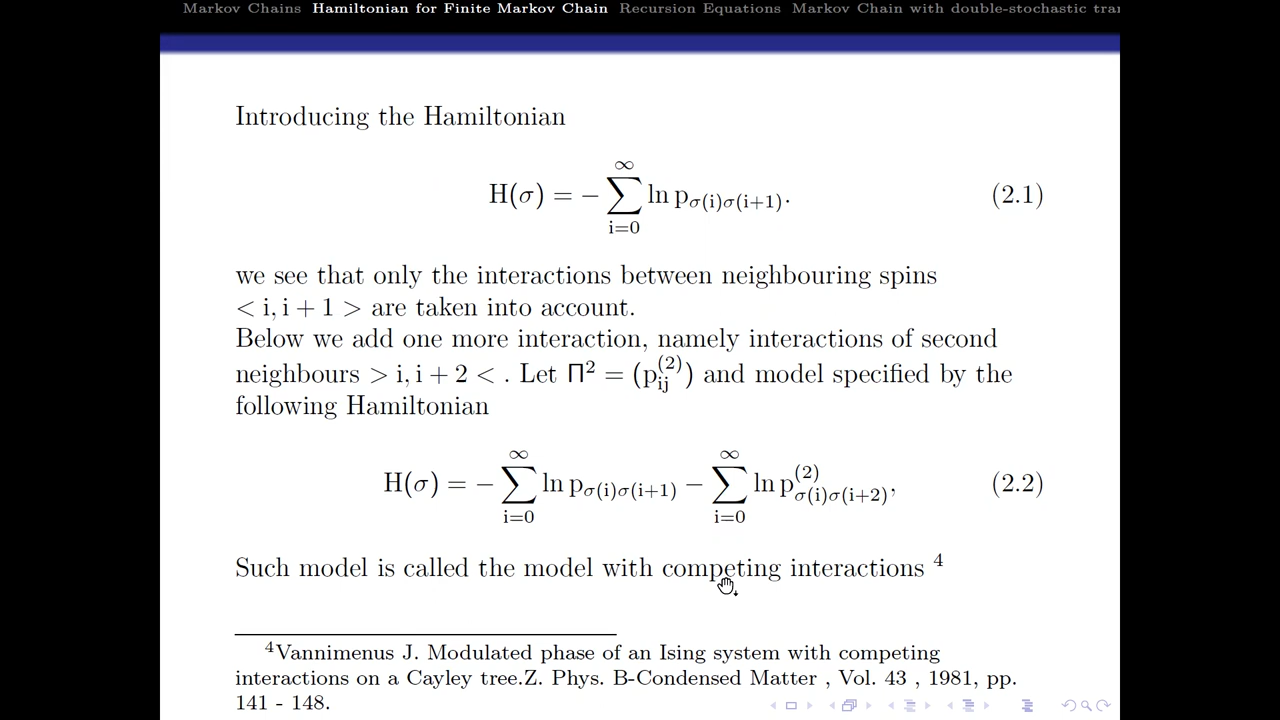 Markov Chains Hamiltonian for Finite Markov Chain Recursion Equations Markov Chain with double-stochastic tra
Introducing the Hamiltonian
H(σ) = − ∑_{i=0}^{∞} ln p_{σ(i)σ(i+1)}. (2.1)
we see that only the interactions between neighbouring spins
< i, i + 1 > are taken into account.
Below we add one more interaction, namely interactions of second
neighbours > i, i + 2 < . Let Π² = (p_{ij}^{(2)}) and model specified by the
following Hamiltonian
H(σ) = − ∑_{i=0}^{∞} ln p_{σ(i)σ(i+1)} − ∑_{i=0}^{∞} ln p^{(2)}_{σ(i)σ(i+2)}, (2.2)
Such model is called the model with competing interactions ⁴
⁴Vannimenus J. Modulated phase of an Ising system with competing
interactions on a Cayley tree.Z. Phys. B-Condensed Matter , Vol. 43 , 1981, pp.
141 - 148.